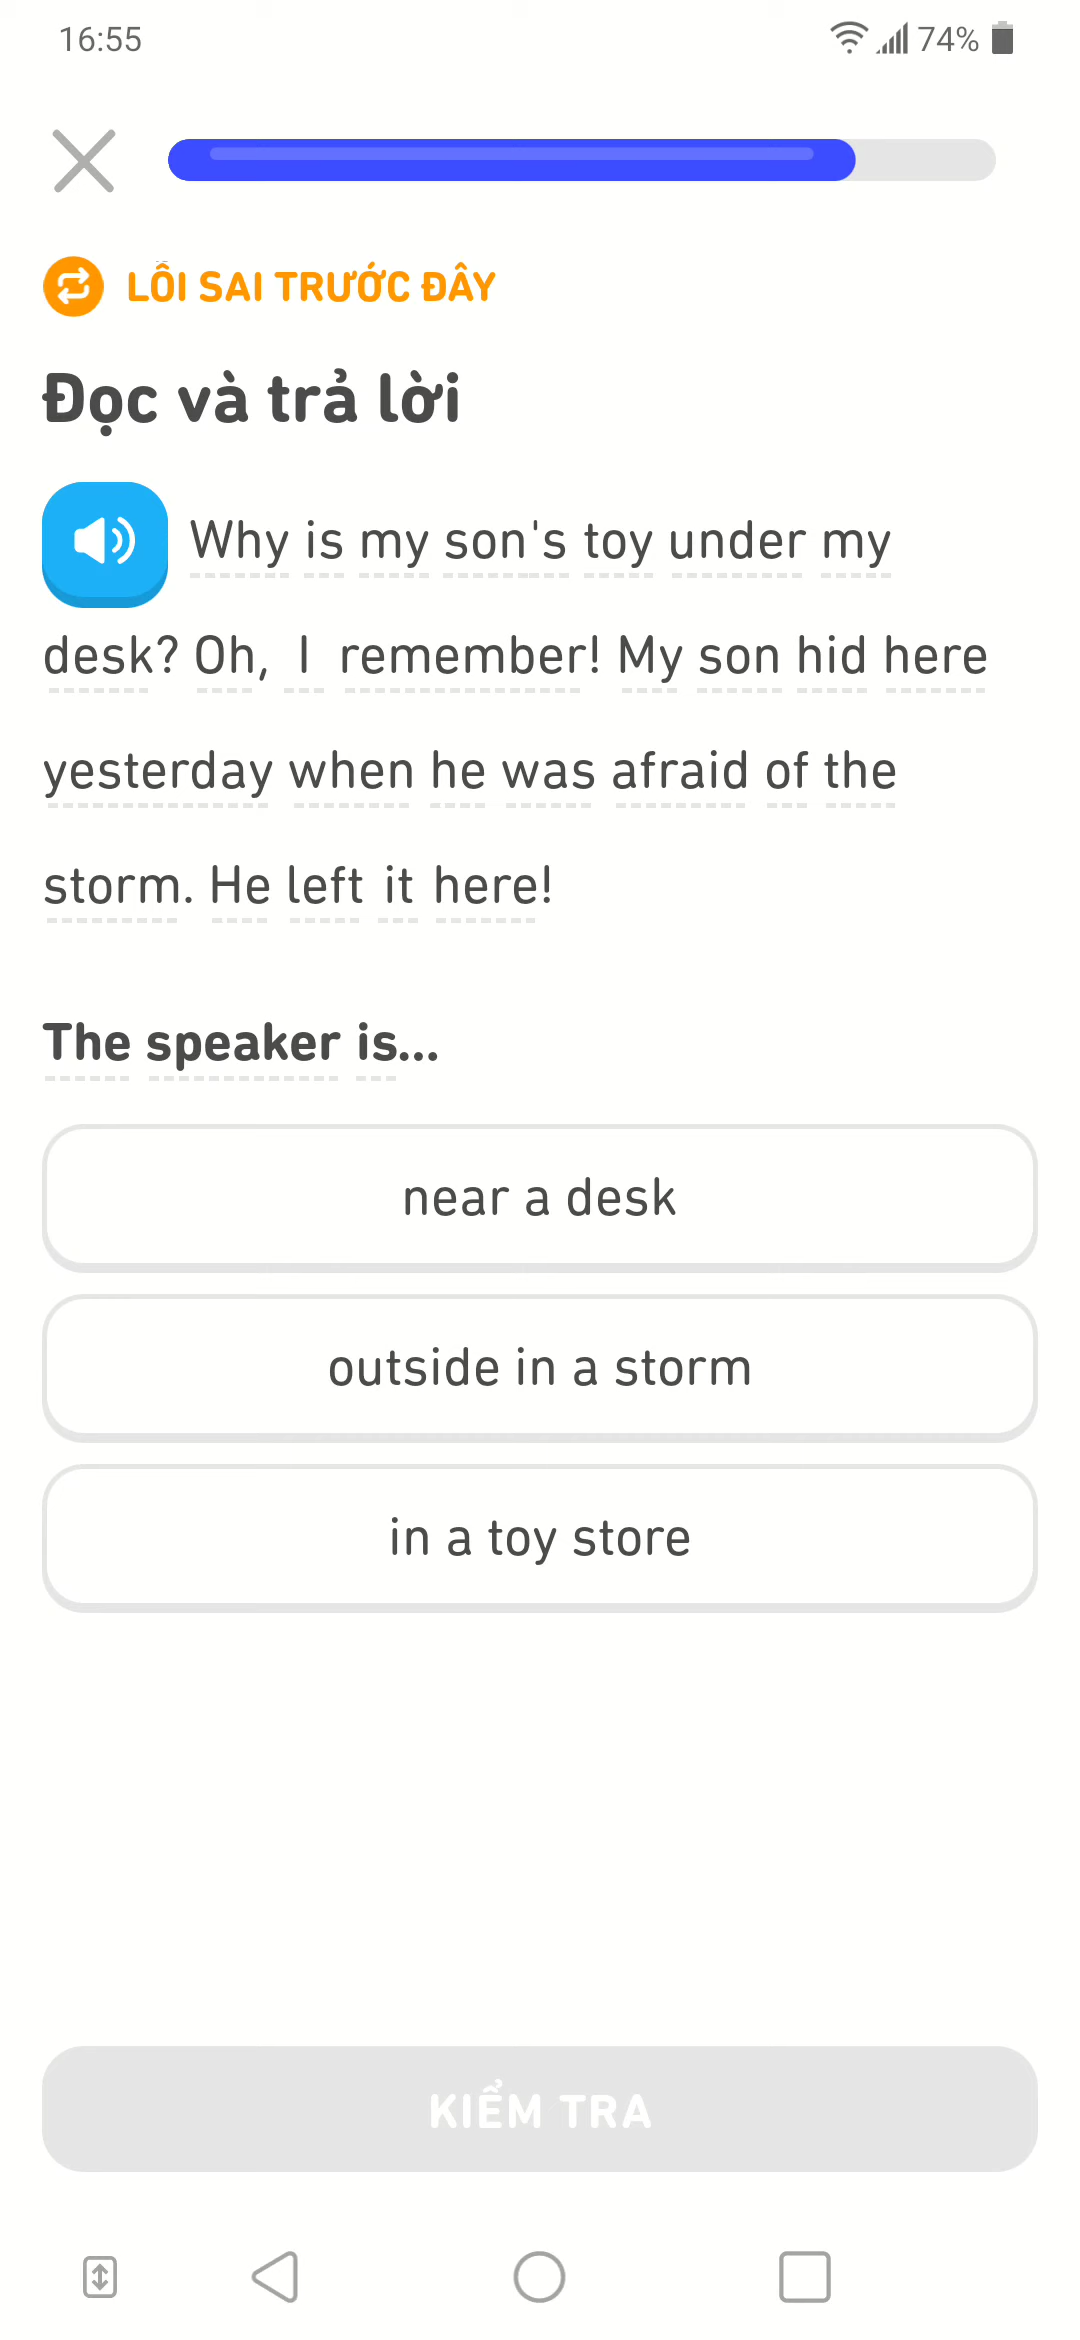 16:55
74%
LỖI SAI TRƯỚC ĐÂY
Đọc và trả lời
Why is my son's toy under my
desk? Oh, I remember! My son hid here
yesterday when he was afraid of the
storm. He left it here!
The speaker is...
near a desk
outside in a storm
in a toy store
KIỂM TRA